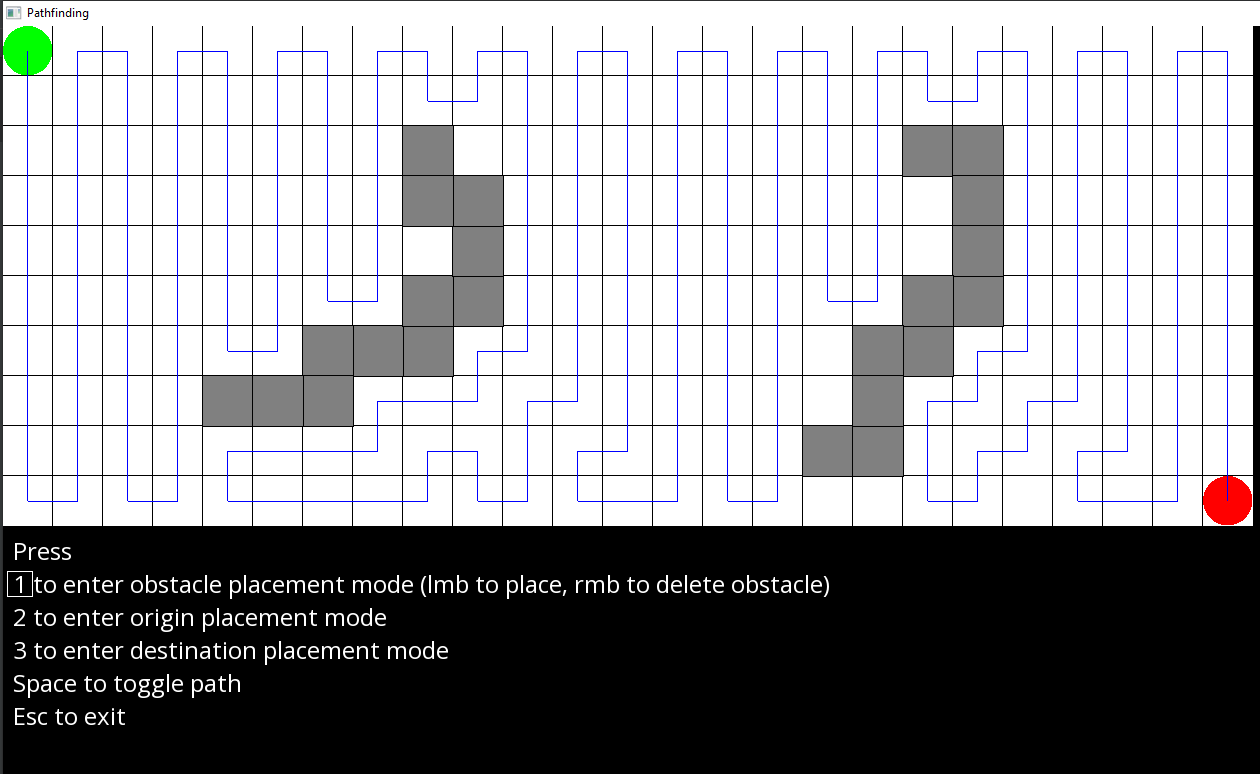 Pathfinding
Press
1 to enter obstacle placement mode (lmb to place, rmb to delete obstacle)
2 to enter origin placement mode
3 to enter destination placement mode
Space to toggle path
Esc to exit